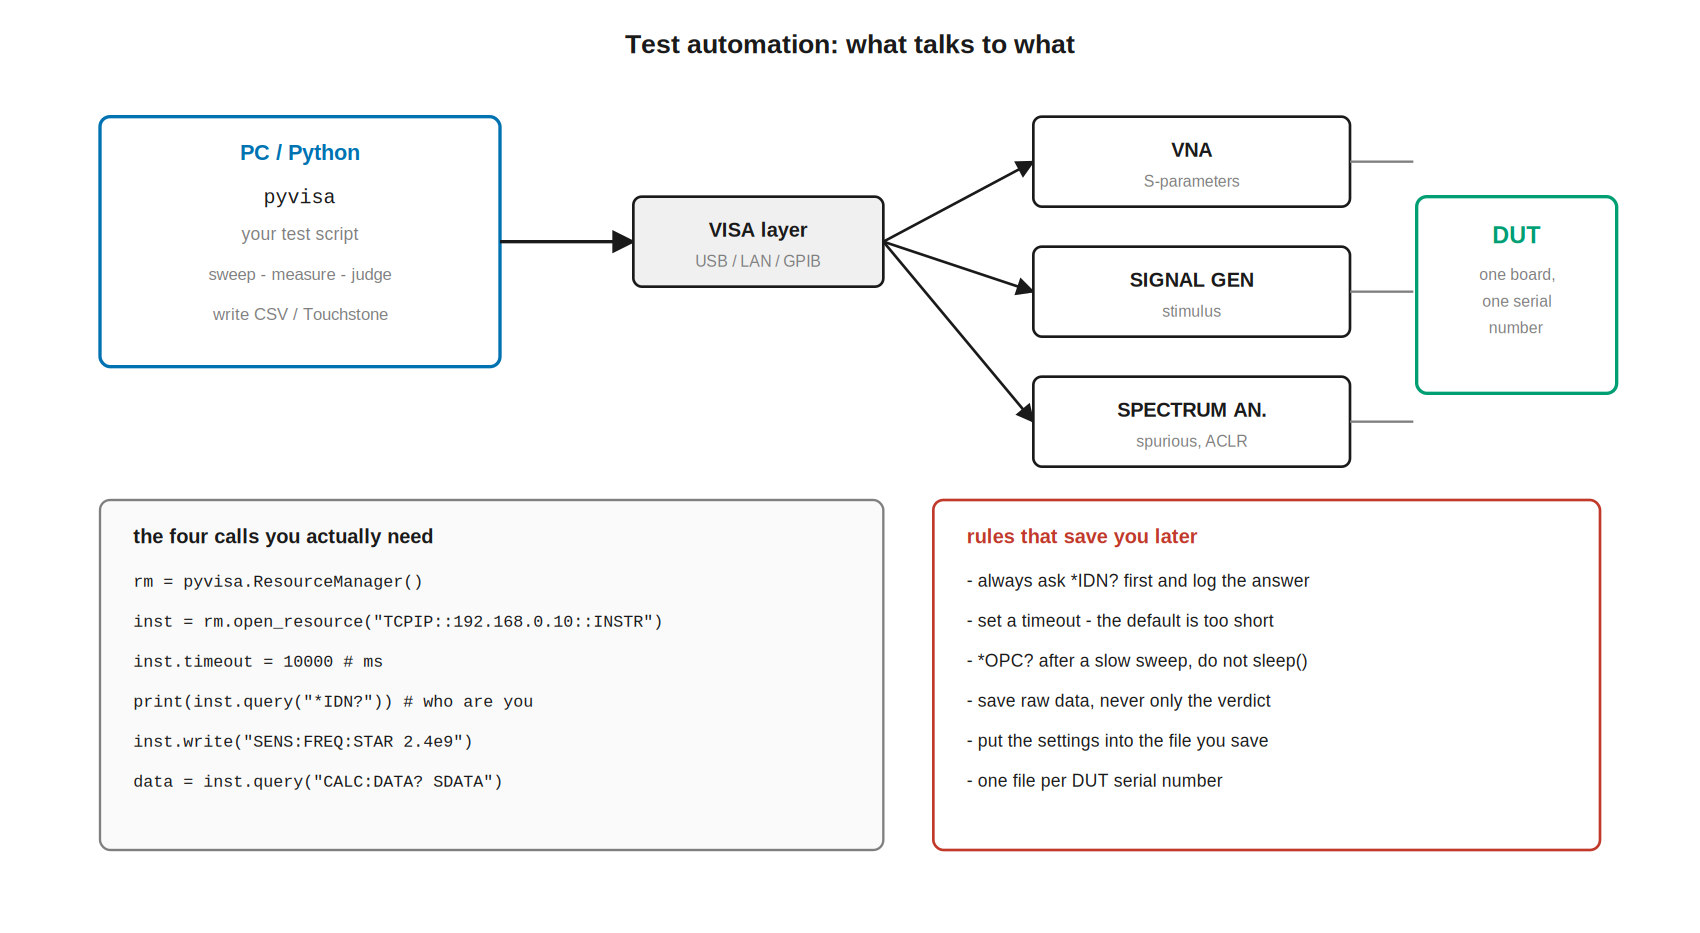 Test automation: what talks to what
PC / Python
pyvisa
your test script
sweep - measure - judge
write CSV / Touchstone
VISA layer
USB / LAN / GPIB
VNA
S-parameters
SIGNAL GEN
stimulus
SPECTRUM AN.
spurious, ACLR
DUT
one board,
one serial
number
the four calls you actually need
rm = pyvisa.ResourceManager()
inst = rm.open_resource("TCPIP::192.168.0.10::INSTR")
inst.timeout = 10000 # ms
print(inst.query("*IDN?")) # who are you
inst.write("SENS:FREQ:STAR 2.4e9")
data = inst.query("CALC:DATA? SDATA")
rules that save you later
- always ask *IDN? first and log the answer
- set a timeout - the default is too short
- *OPC? after a slow sweep, do not sleep()
- save raw data, never only the verdict
- put the settings into the file you save
- one file per DUT serial number